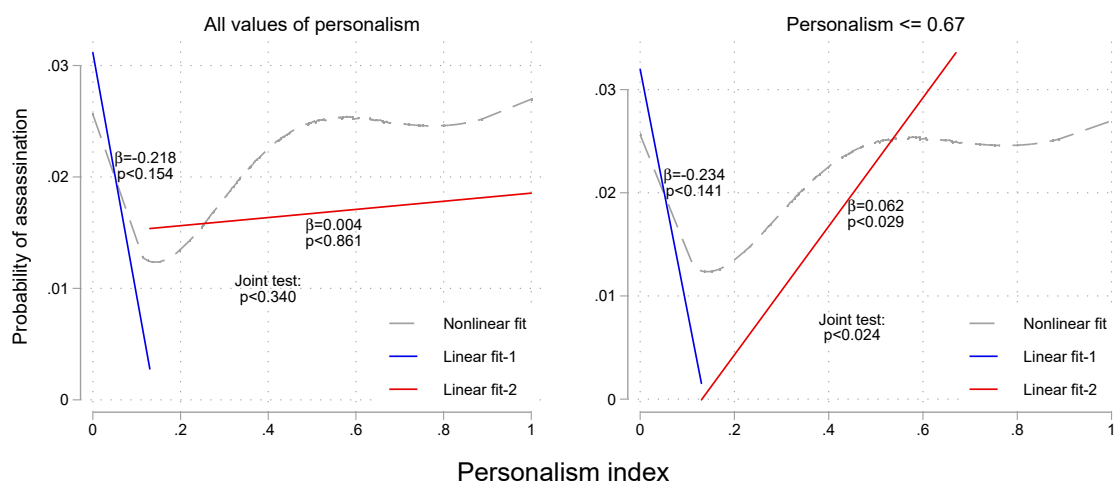 All values of personalism
Probability of assassination
.03
.02
.01
0
β=-0.218
p<0.154
β=0.004
p<0.861
Joint test:
p<0.340
Nonlinear fit
Linear fit-1
Linear fit-2
0 .2 .4 .6 .8 1
Personalism <= 0.67
.03
.02
.01
0
β=-0.234
p<0.141
β=0.062
p<0.029
Joint test:
p<0.024
Nonlinear fit
Linear fit-1
Linear fit-2
0 .2 .4 .6 .8 1
Personalism index